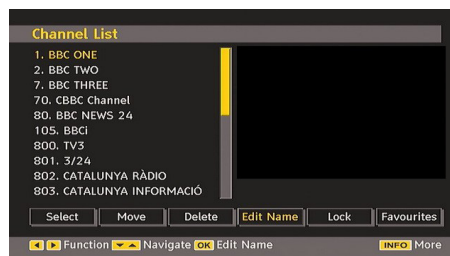 Channel List
1. BBC ONE
2. BBC TWO
7. BBC THREE
70. CBBC Channel
80. BBC NEWS 24
105. BBCi
800. TV3
801. 3/24
802. CATALUNYA RÀDIO
803. CATALUNYA INFORMACIÓ
Select Move Delete Edit Name Lock Favourites
Function Navigate OK Edit Name INFO More